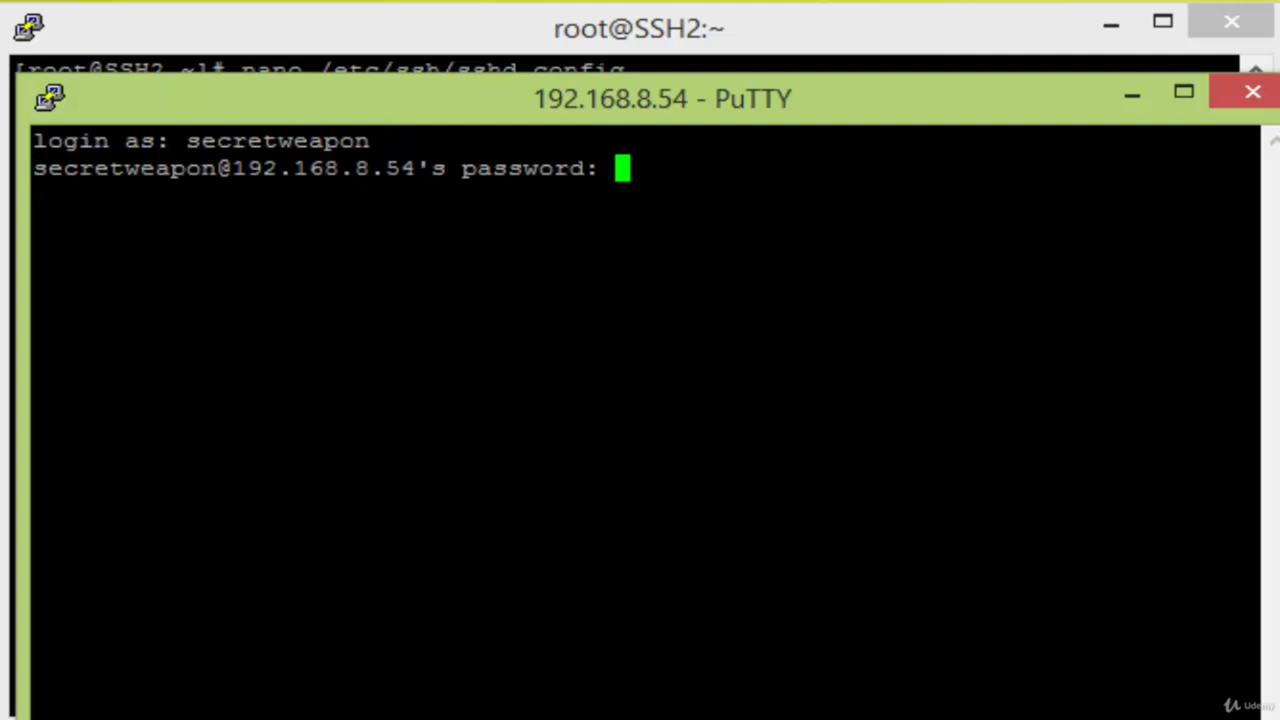 root@SSH2:~
[root@SSH2 ~]# nano /etc/ssh/sshd_config
192.168.8.54 - PuTTY
login as: secretweapon
secretweapon@192.168.8.54's password:
Udemy